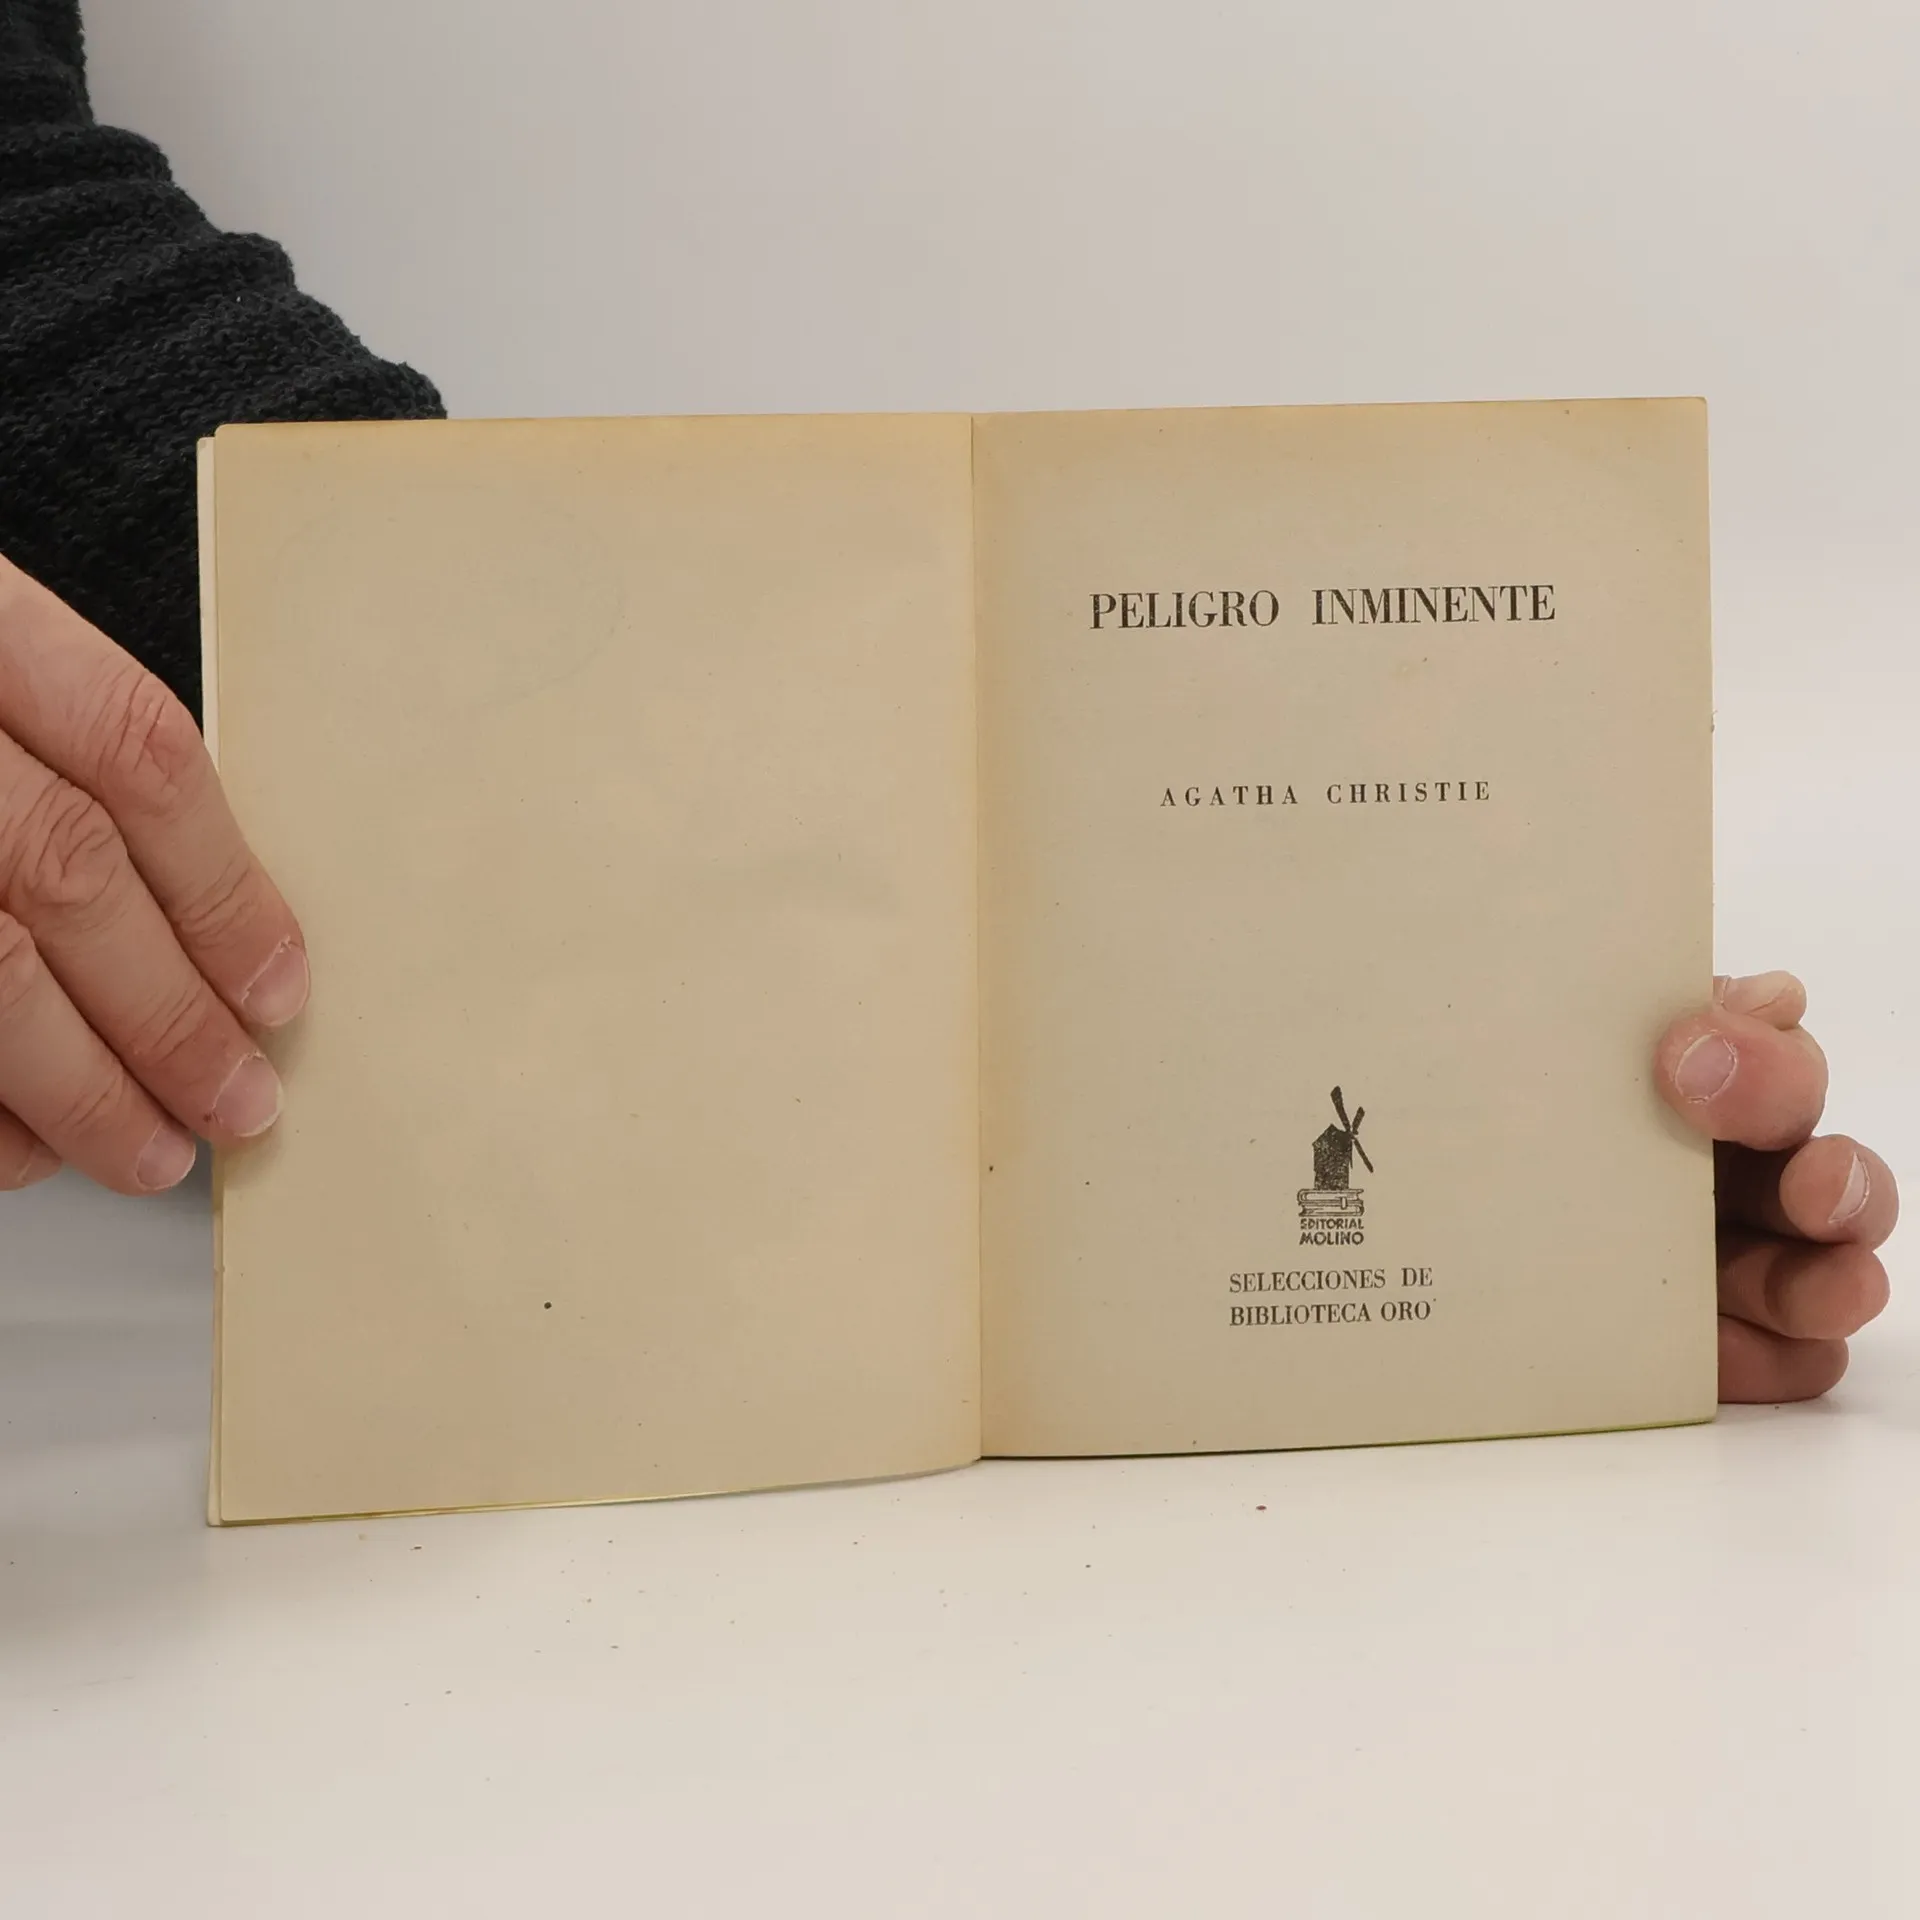 PELIGRO INMINENTE
AGATHA CHRISTIE
EDITORIAL
MOLINO
SELECCIONES DE
BIBLIOTECA ORO